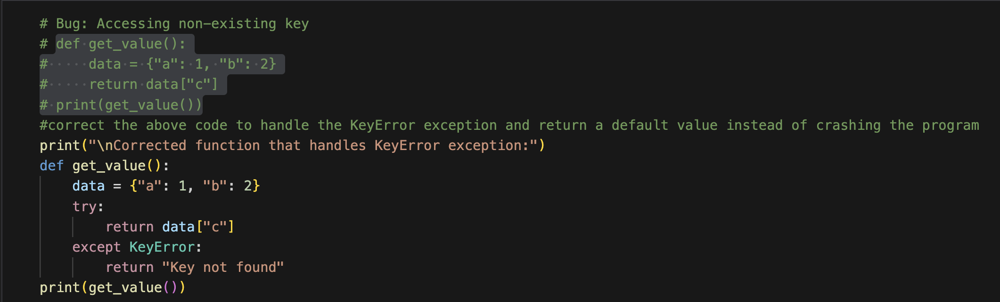 # Bug: Accessing non-existing key
# def get_value():
#     data = {"a": 1, "b": 2}
#     return data["c"]
# print(get_value())
#correct the above code to handle the KeyError exception and return a default value instead of crashing the program
print("\nCorrected function that handles KeyError exception:")
def get_value():
    data = {"a": 1, "b": 2}
    try:
        return data["c"]
    except KeyError:
        return "Key not found"
print(get_value())